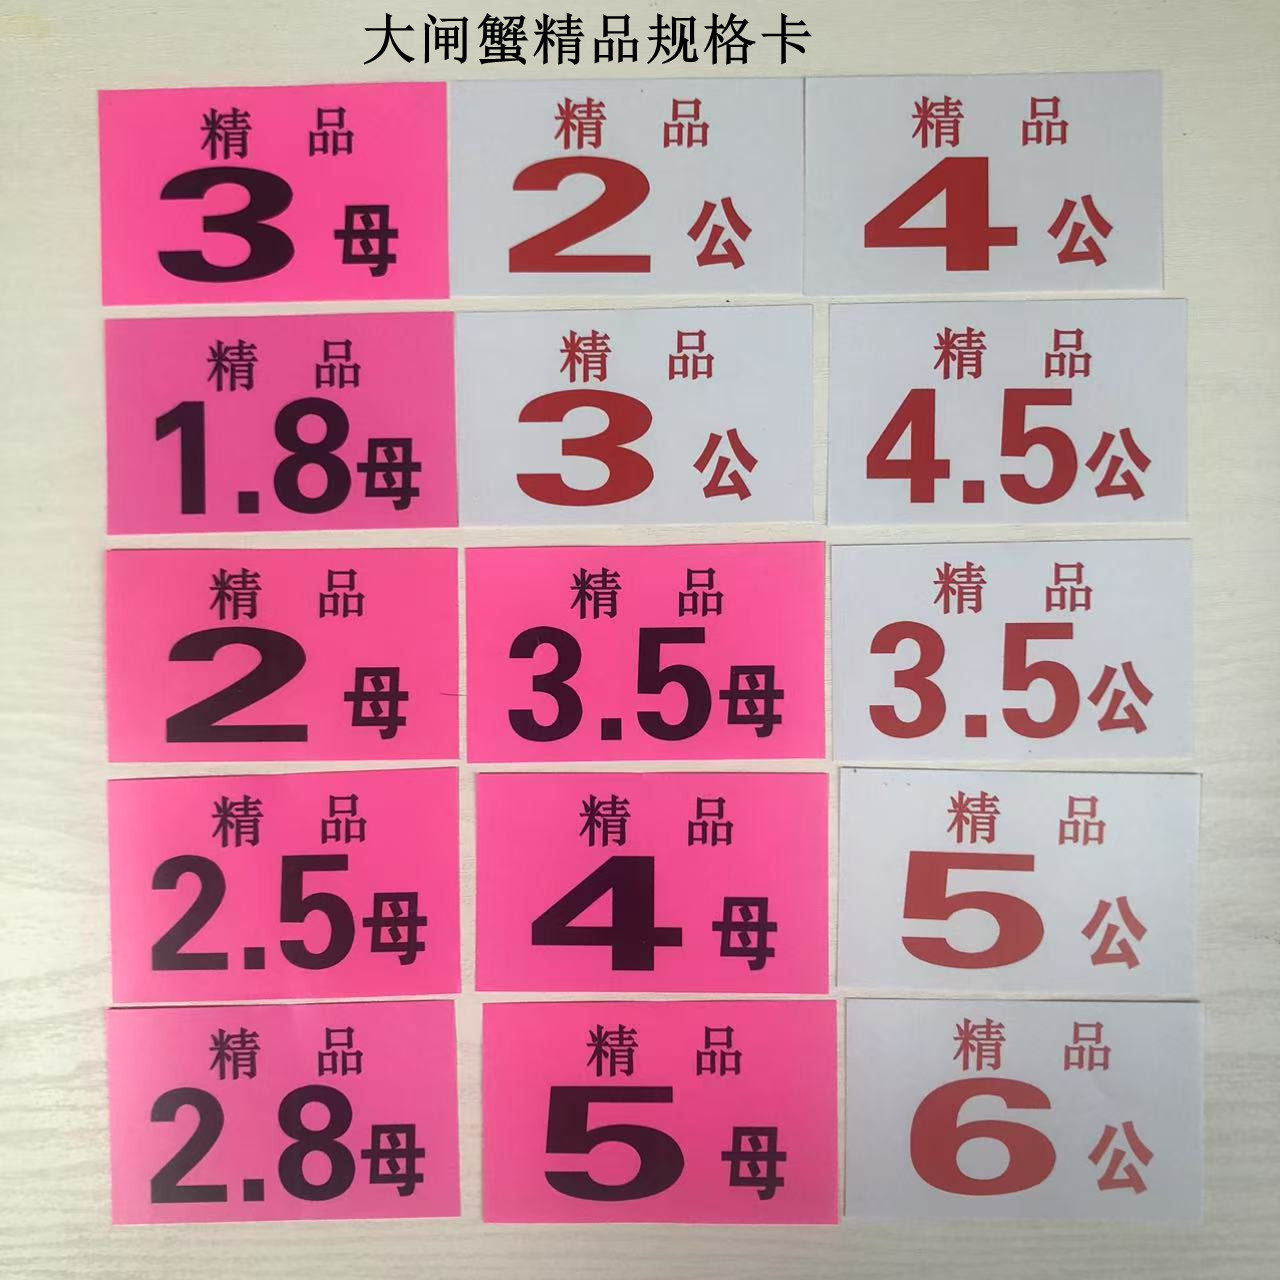 大闸蟹精品规格卡
精 品
3 母
精 品
2 公
精 品
4 公
精 品
1.8母
精 品
3 公
精 品
4.5公
精 品
2 母
精 品
3.5母
精 品
3.5公
精 品
2.5母
精 品
4 母
精 品
5 公
精 品
2.8母
精 品
5 母
精 品
6 公